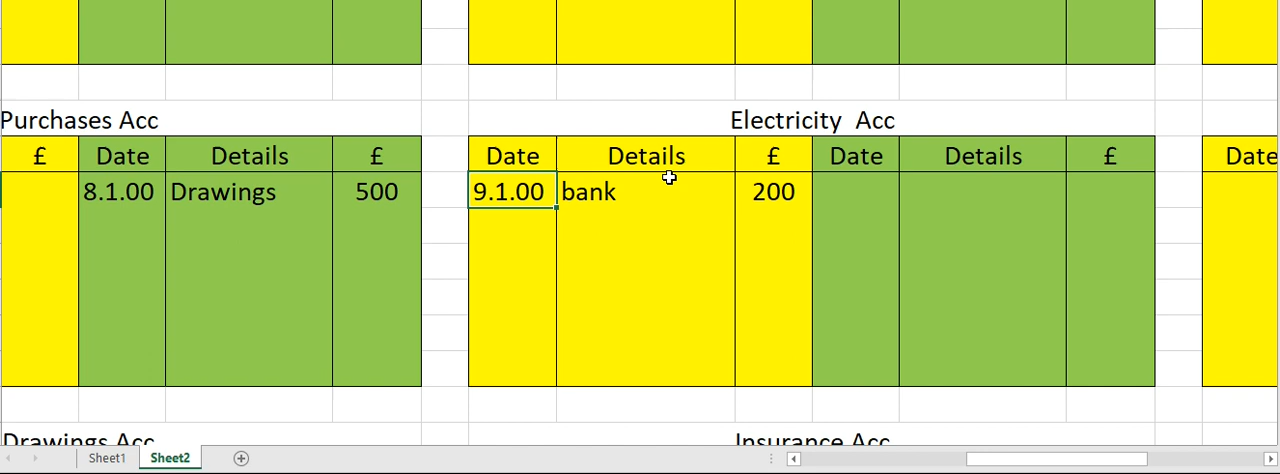 Purchases Acc Electricity Acc
£ Date Details £ Date Details £ Date Details £ Date
8.1.00 Drawings 500 9.1.00 bank 200
Drawings Acc Insurance Acc
Sheet1 Sheet2